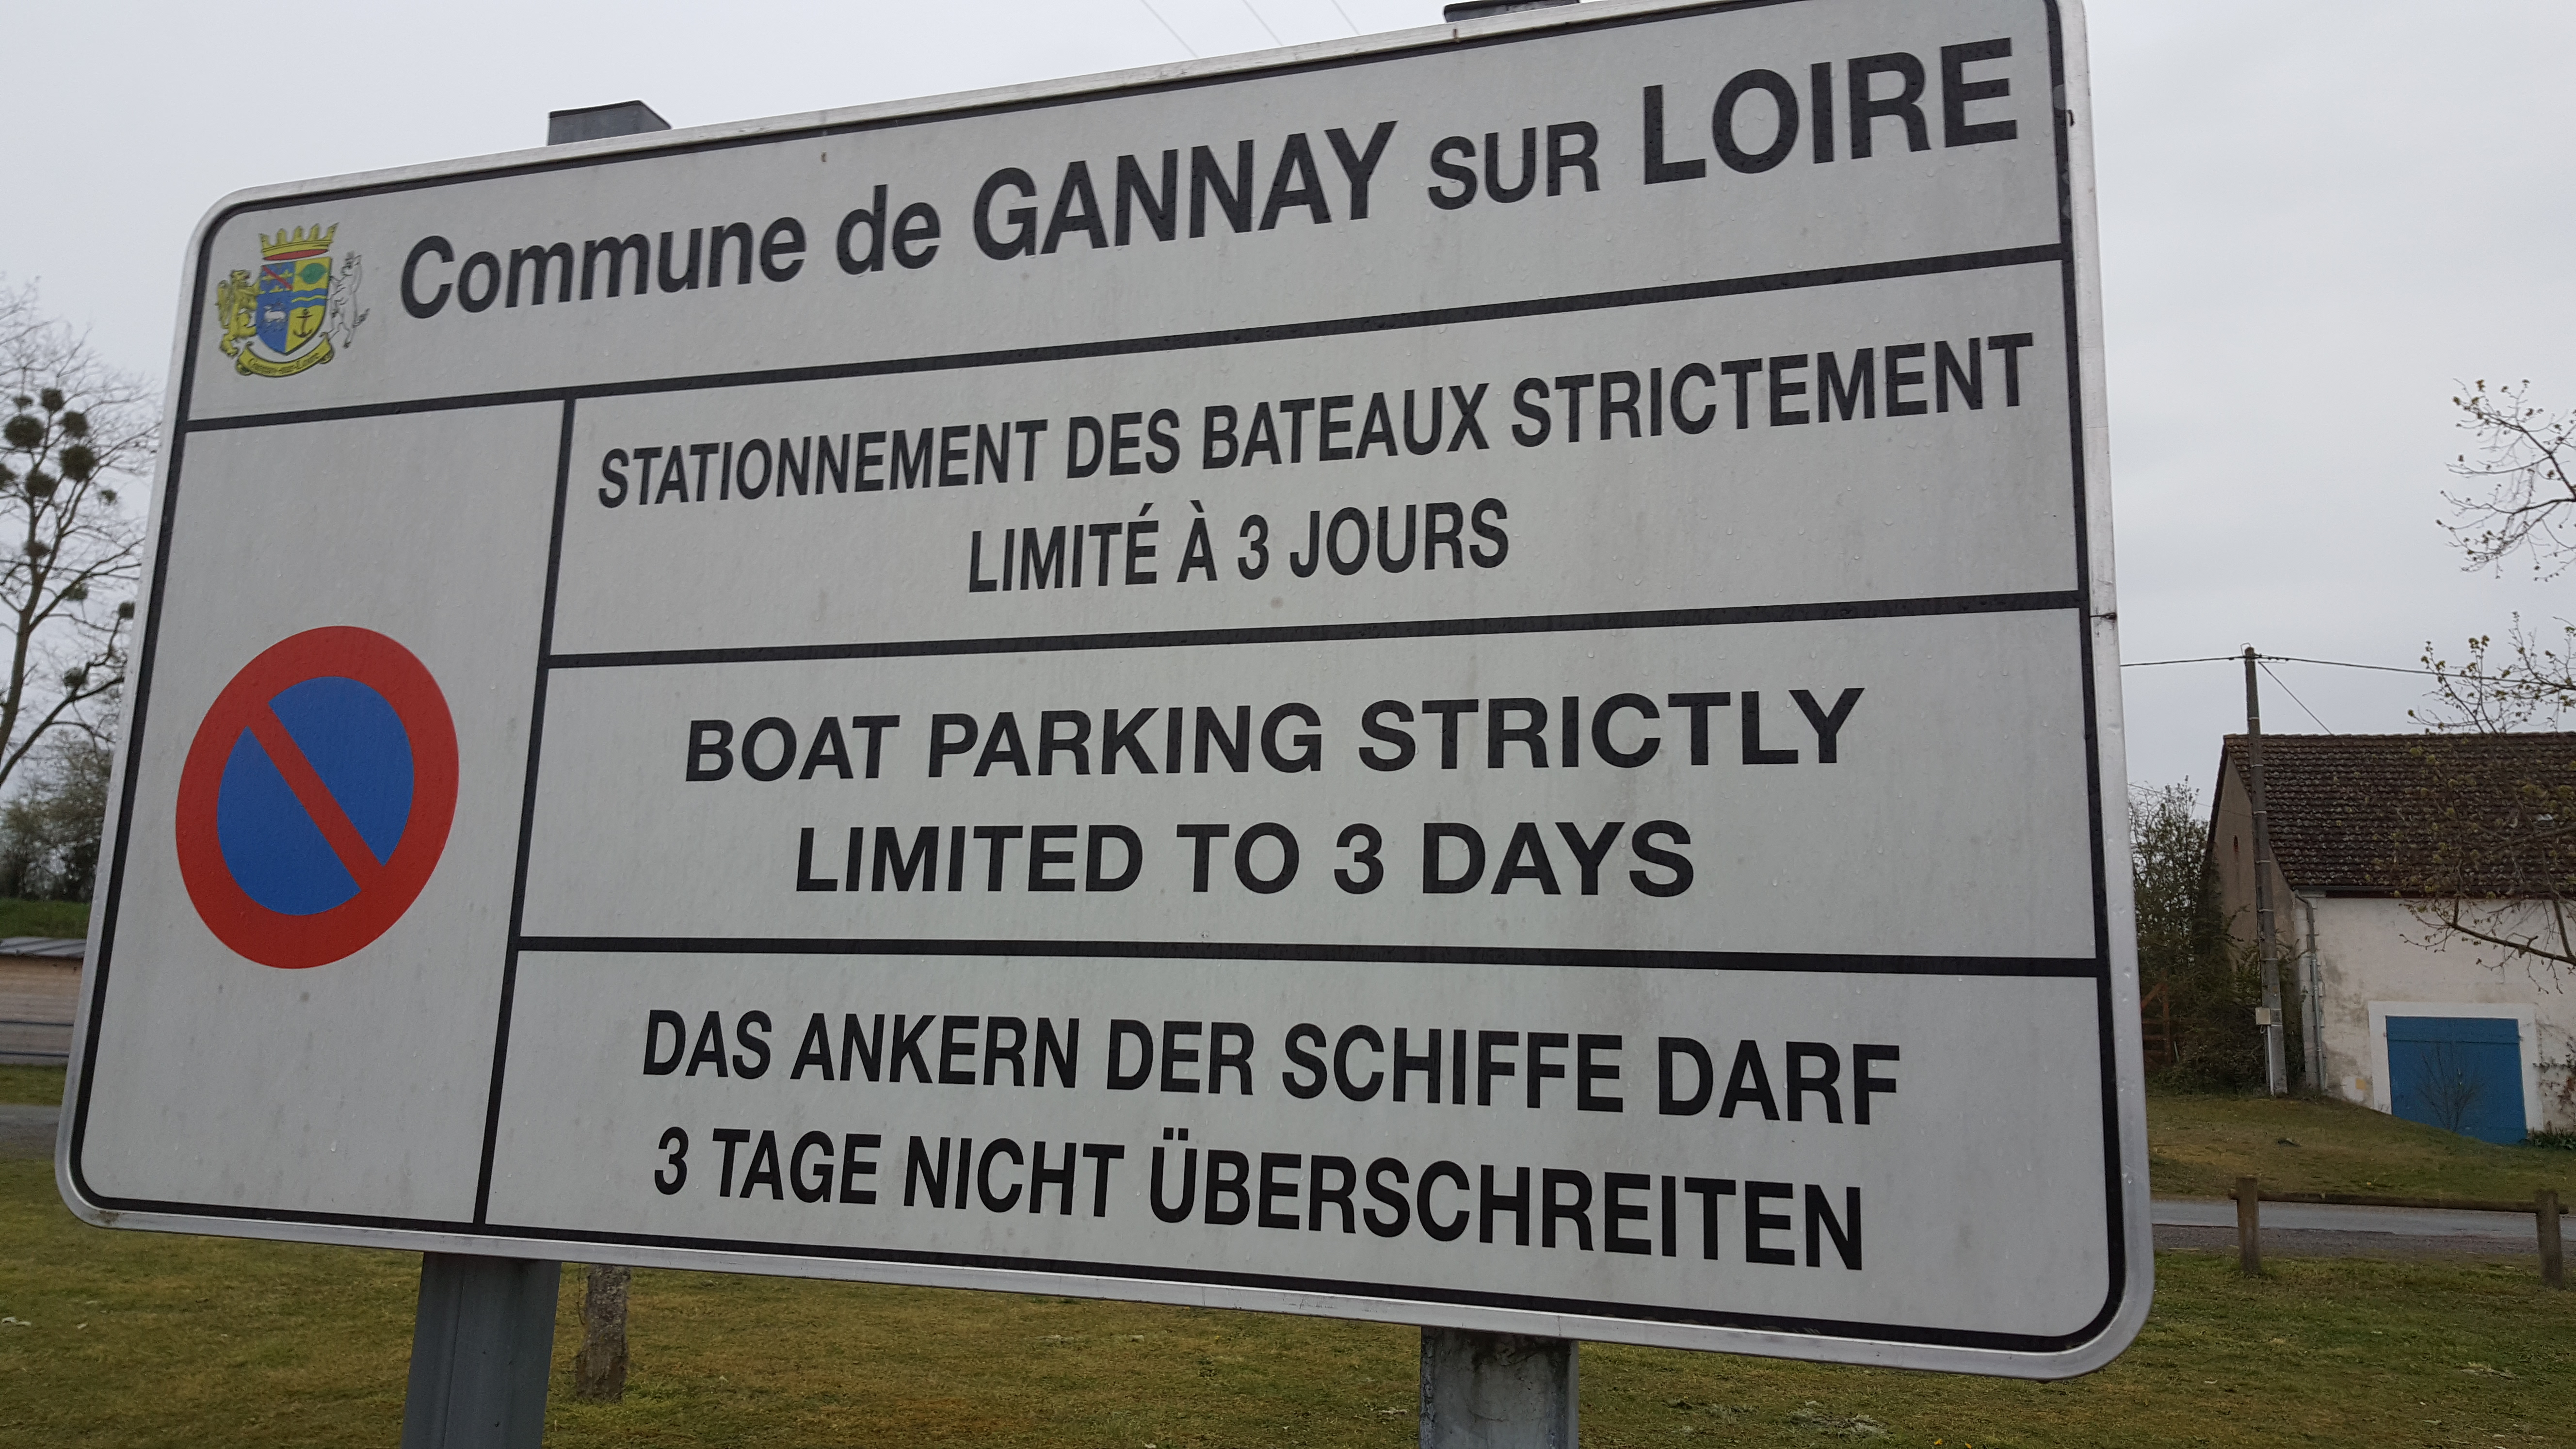 Commune de GANNAY SUR LOIRE
STATIONNEMENT DES BATEAUX STRICTEMENT
LIMITÉ À 3 JOURS
BOAT PARKING STRICTLY
LIMITED TO 3 DAYS
DAS ANKERN DER SCHIFFE DARF
3 TAGE NICHT ÜBERSCHREITEN